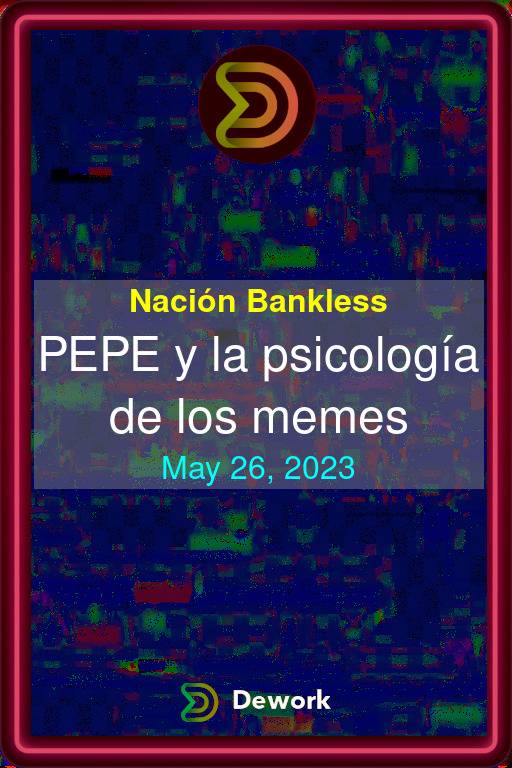 Nación Bankless
PEPE y la psicología
de los memes
May 26, 2023
Dework